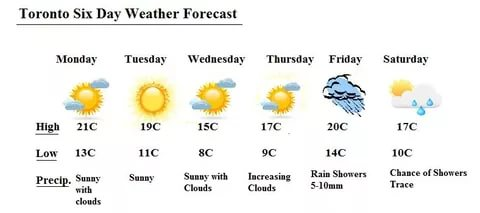 Toronto Six Day Weather Forecast
Monday Tuesday Wednesday Thursday Friday Saturday
High 21C 19C 15C 17C 20C 17C
Low 13C 11C 8C 9C 14C 10C
Precip. Sunny with clouds Sunny Sunny with Clouds Increasing Clouds Rain Showers 5-10mm Chance of Showers Trace